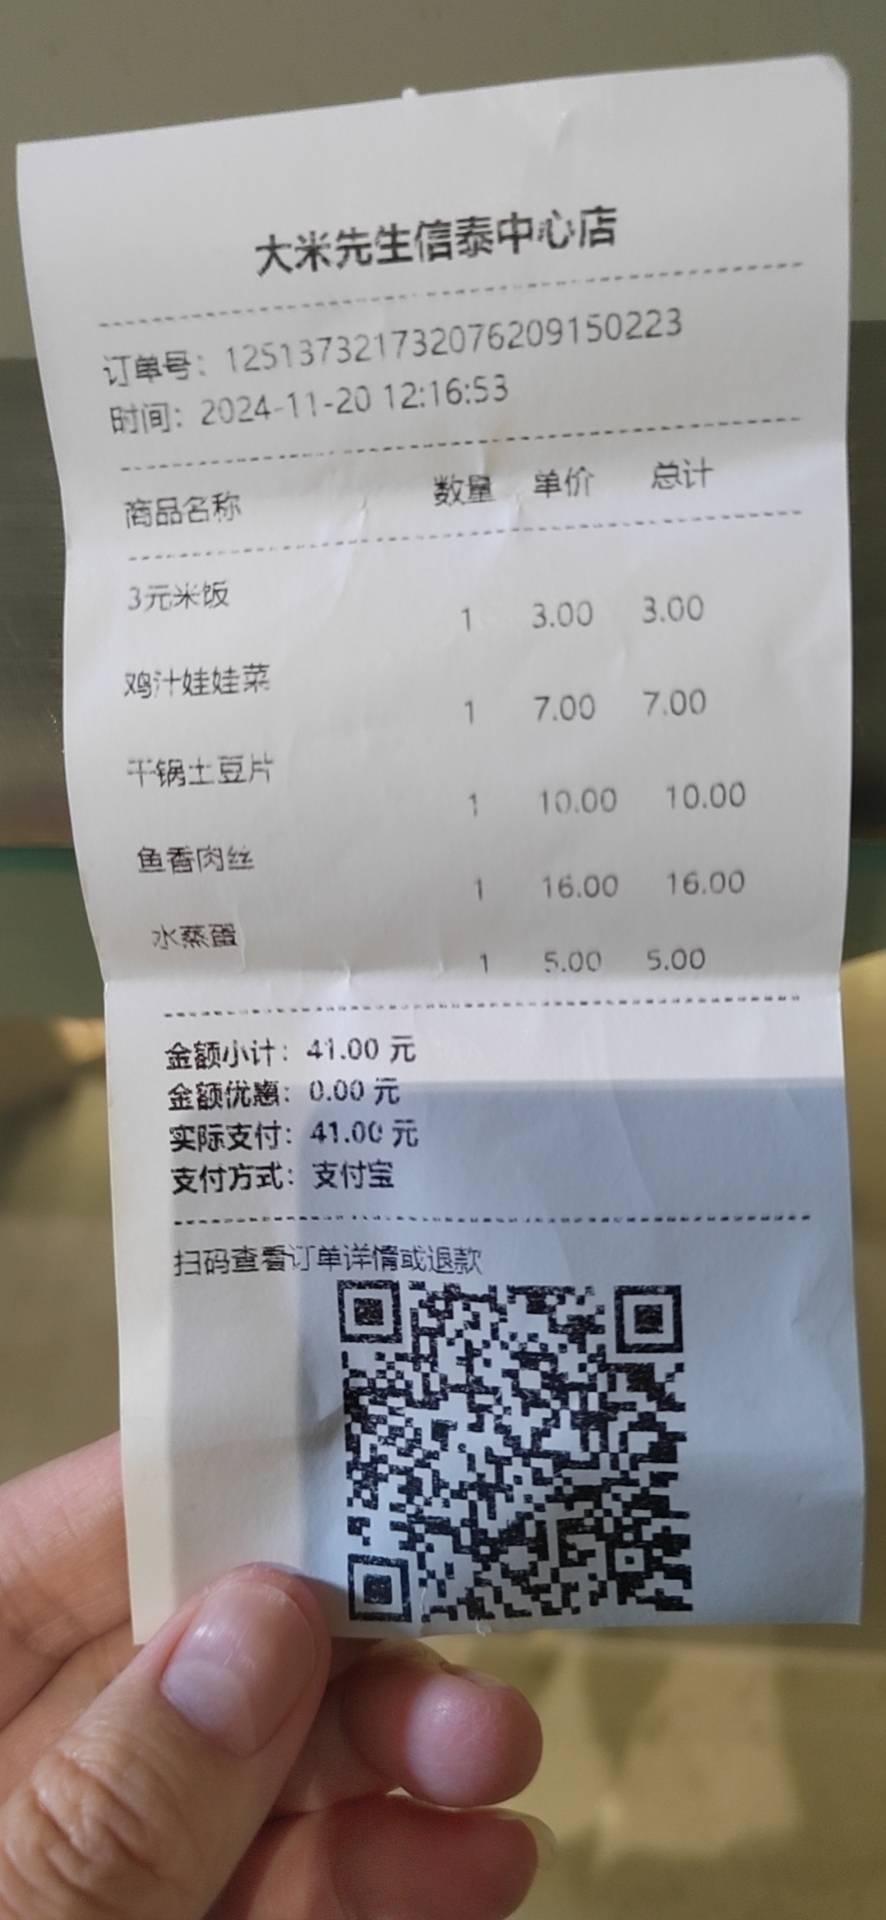 大米先生信泰中心店
订单号：1251373217320762091​50223
时间：2024-11-20 12:16:53
商品名称 数量 单价 总计
3元米饭
1 3.00 3.00
鸡汁娃娃菜
1 7.00 7.00
干锅土豆片
1 10.00 10.00
鱼香肉丝
1 16.00 16.00
水蒸蛋
1 5.00 5.00
金额小计：41.00 元
金额优惠：0.00 元
实际支付：41.00 元
支付方式：支付宝
扫码查看订单详情或退款